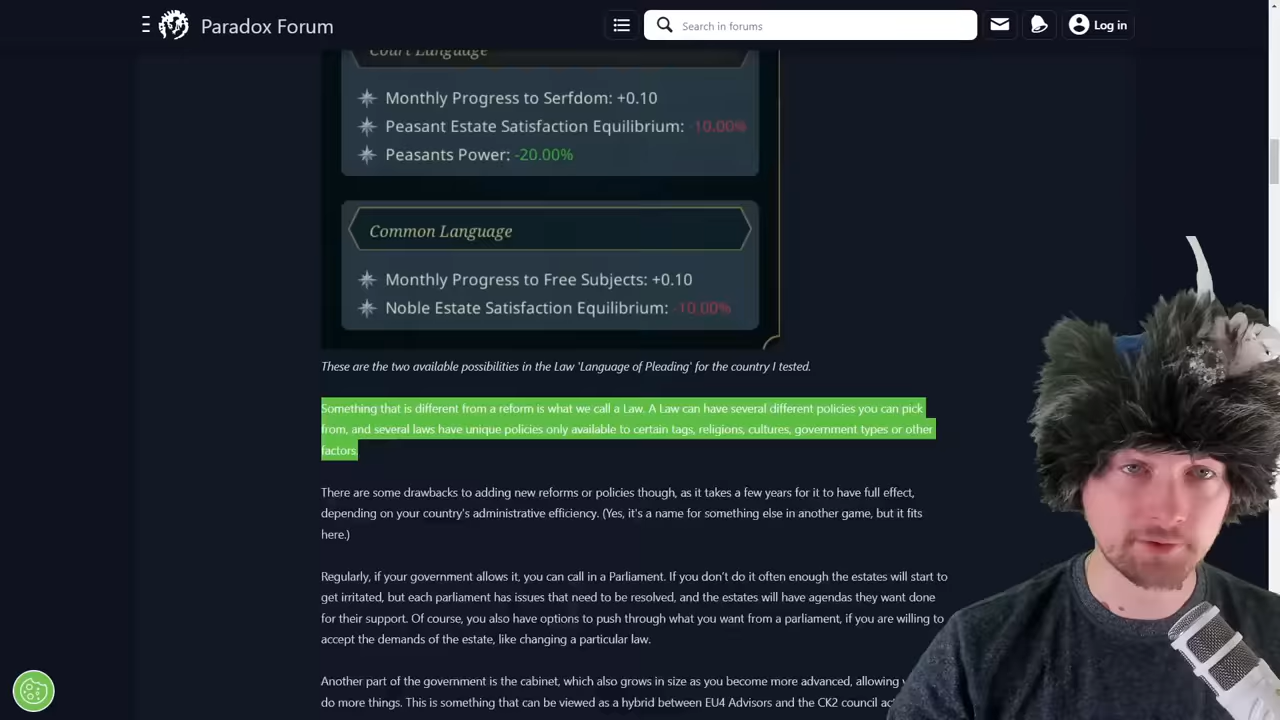 Paradox Forum
Search in forums
Log in
Court Language
Monthly Progress to Serfdom: +0.10
Peasant Estate Satisfaction Equilibrium: -10.00%
Peasants Power: -20.00%
Common Language
Monthly Progress to Free Subjects: +0.10
Noble Estate Satisfaction Equilibrium: -10.00%
These are the two available possibilities in the Law 'Language of Pleading' for the country I tested.
Something that is different from a reform is what we call a Law. A Law can have several different policies you can pick
from, and several laws have unique policies only available to certain tags, religions, cultures, government types or other
factors.
There are some drawbacks to adding new reforms or policies though, as it takes a few years for it to have full effect,
depending on your country's administrative efficiency. (Yes, it's a name for something else in another game, but it fits
here.)
Regularly, if your government allows it, you can call in a Parliament. If you don't do it often enough the estates will start to
get irritated, but each parliament has issues that need to be resolved, and the estates will have agendas they want done
for their support. Of course, you also have options to push through what you want from a parliament, if you are willing to
accept the demands of the estate, like changing a particular law.
Another part of the government is the cabinet, which also grows in size as you become more advanced, allowing
do more things. This is something that can be viewed as a hybrid between EU4 Advisors and the CK2 council